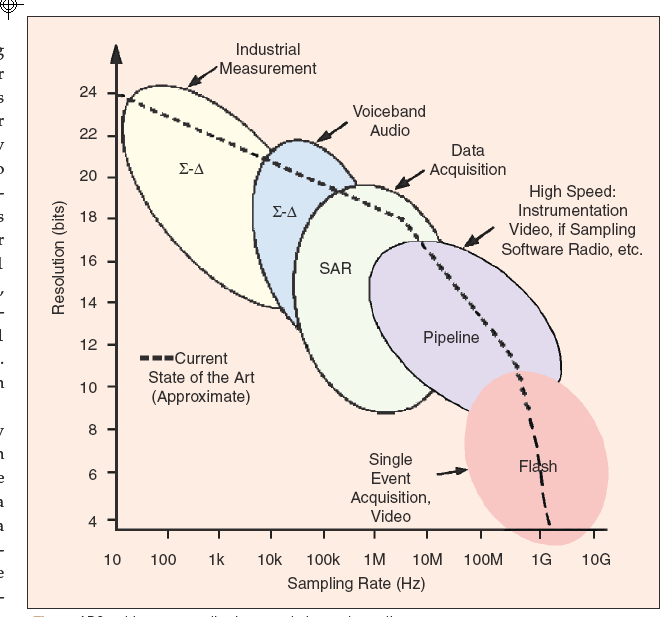 Industrial
Measurement
Voiceband
Audio
Data
Acquisition
High Speed:
Instrumentation
Video, if Sampling
Software Radio, etc.
24
22
20
18
16
14
12
10
8
6
4
Resolution (bits)
Σ-Δ
Σ-Δ
SAR
Pipeline
Flash
Current
State of the Art
(Approximate)
Single
Event
Acquisition,
Video
10 100 1k 10k 100k 1M 10M 100M 1G 10G
Sampling Rate (Hz)